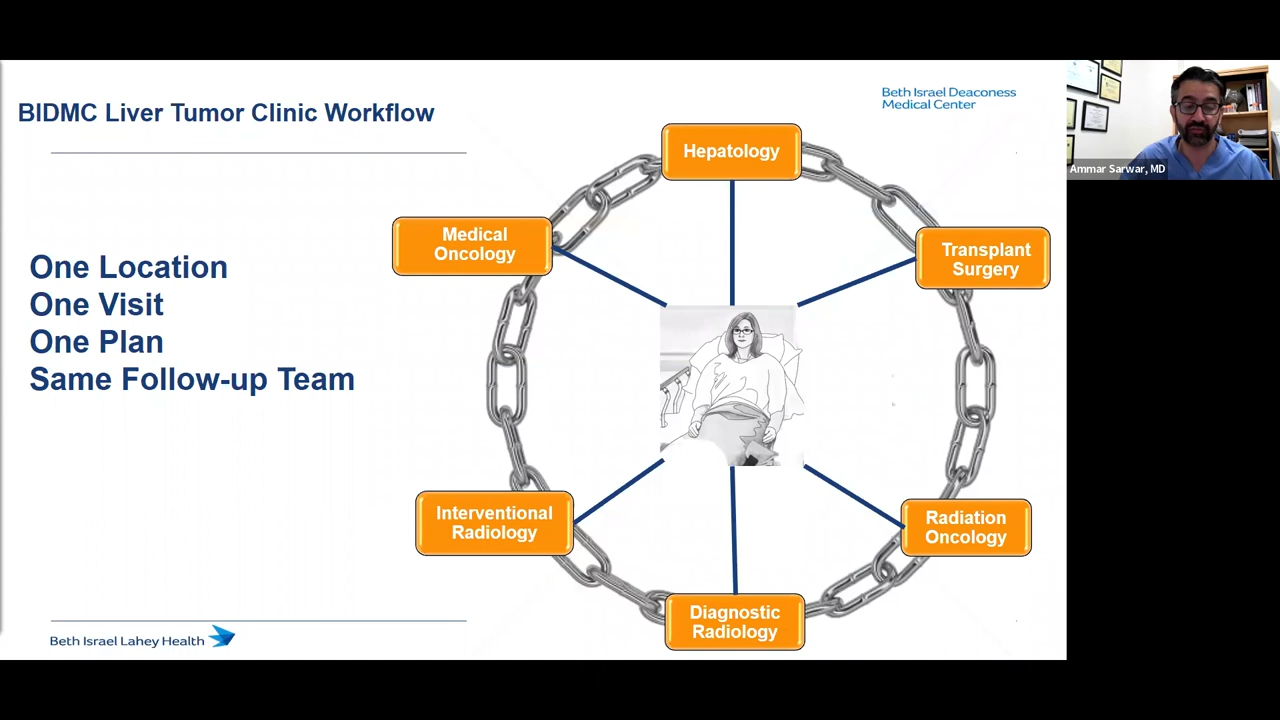 BIDMC Liver Tumor Clinic Workflow
Beth Israel Deaconess
Medical Center
Ammar Sarwar, MD
Hepatology
Medical
Oncology
Transplant
Surgery
One Location
One Visit
One Plan
Same Follow-up Team
Interventional
Radiology
Radiation
Oncology
Diagnostic
Radiology
Beth Israel Lahey Health